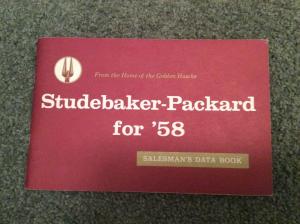 From the Home of the Golden Hawks
Studebaker-Packard
for '58
SALESMAN'S DATA BOOK